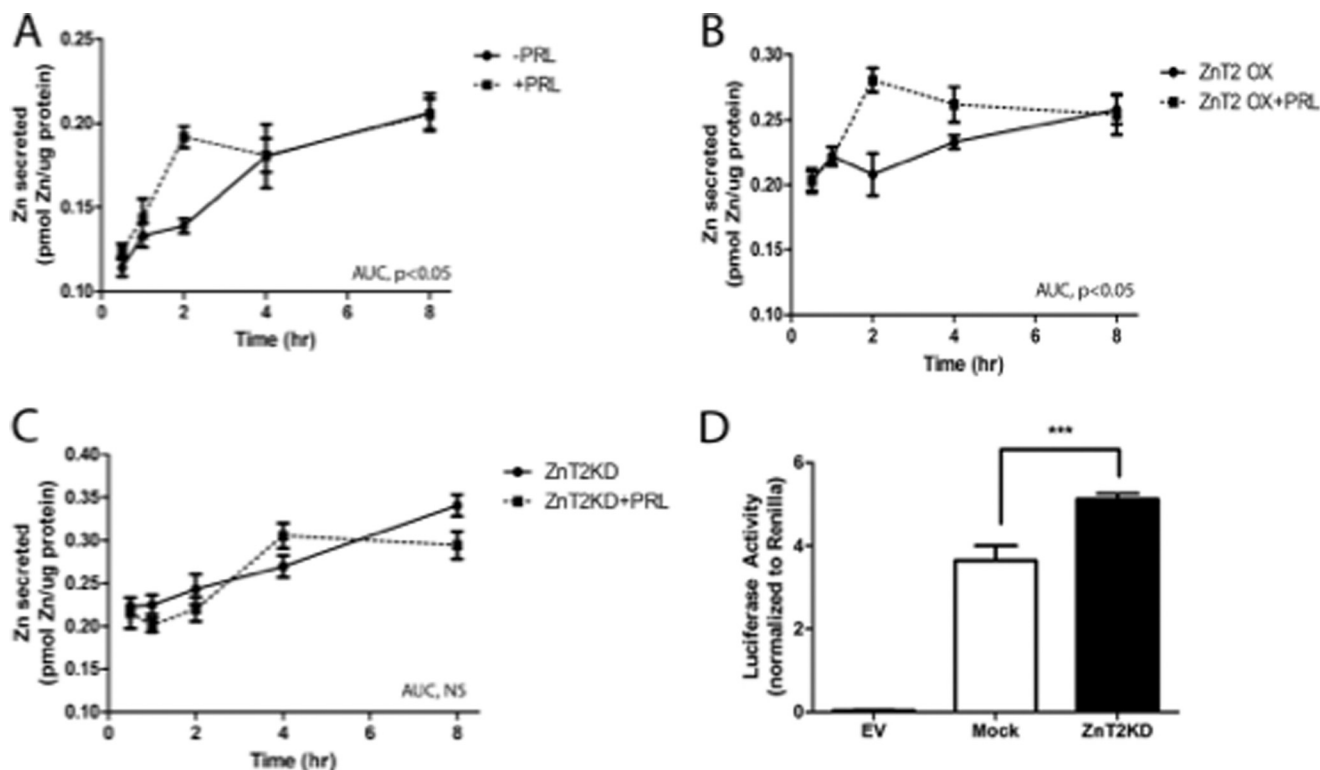 A
0.25
0.20
0.15
0.10
Zn secreted
(pmol Zn/ug protein)
0
2
4
6
8
Time (hr)
-PRL
+PRL
AUC, p<0.05
B
0.30
0.25
0.20
0.15
0.10
Zn secreted
(pmol Zn/ug protein)
0
2
4
6
8
Time (hr)
ZnT2 OX
ZnT2 OX+PRL
AUC, p<0.05
C
0.40
0.35
0.30
0.25
0.20
0.15
0.10
Zn secreted
(pmol Zn/ug protein)
0
2
4
6
8
Time (hr)
ZnT2KD
ZnT2KD+PRL
AUC, NS
D
***
6
4
2
0
Luciferase Activity
(normalized to Renilla)
EV
Mock
ZnT2KD